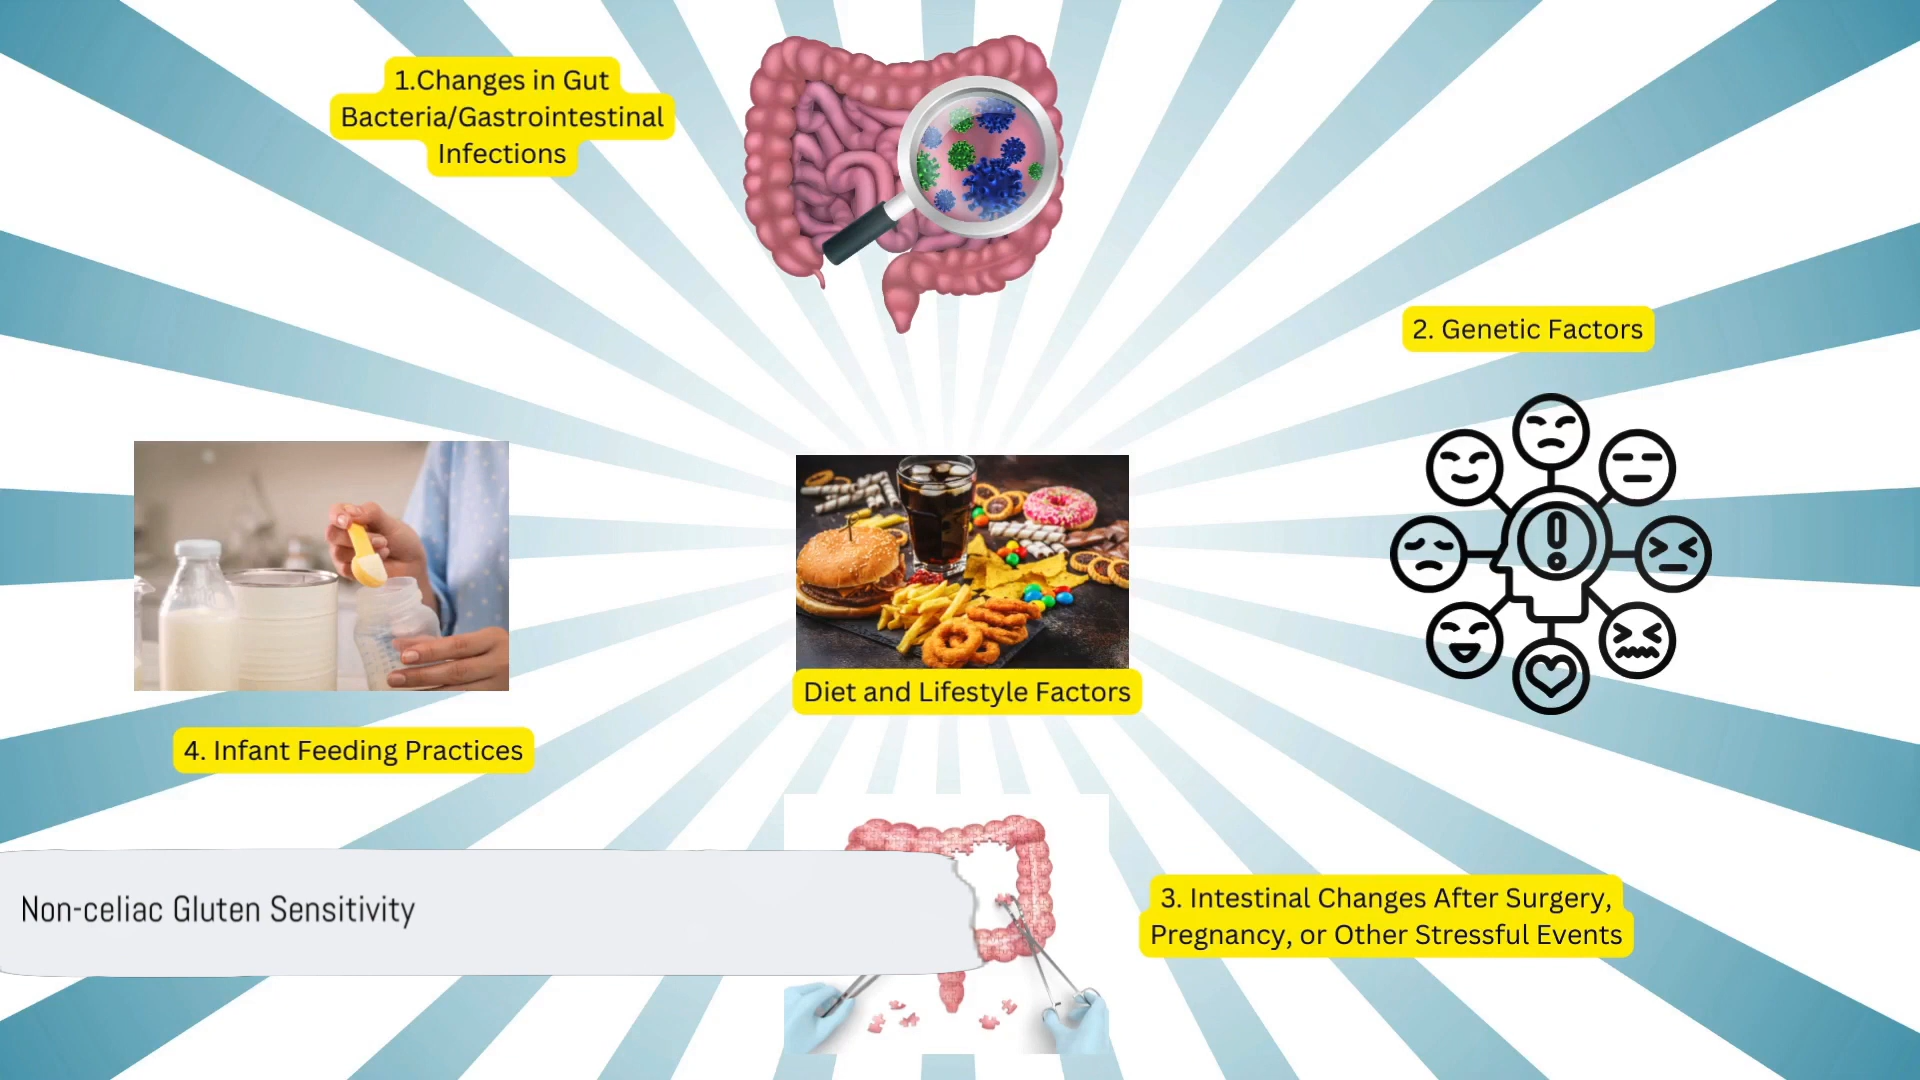 1.Changes in Gut
Bacteria/Gastrointestinal
Infections
2. Genetic Factors
Diet and Lifestyle Factors
4. Infant Feeding Practices
3. Intestinal Changes After Surgery,
Pregnancy, or Other Stressful Events
Non-celiac Gluten Sensitivity